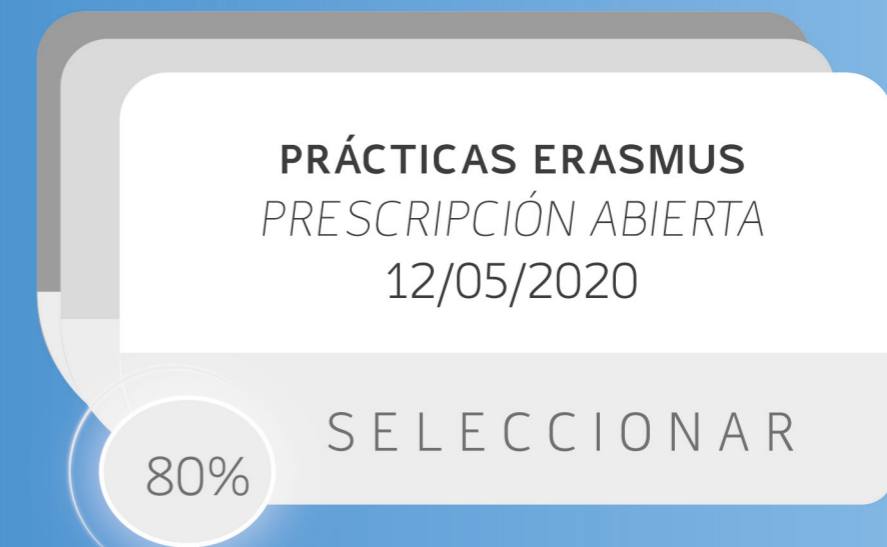 PRÁCTICAS ERASMUS
PRESCRIPCIÓN ABIERTA
12/05/2020
SELECCIONAR
80%